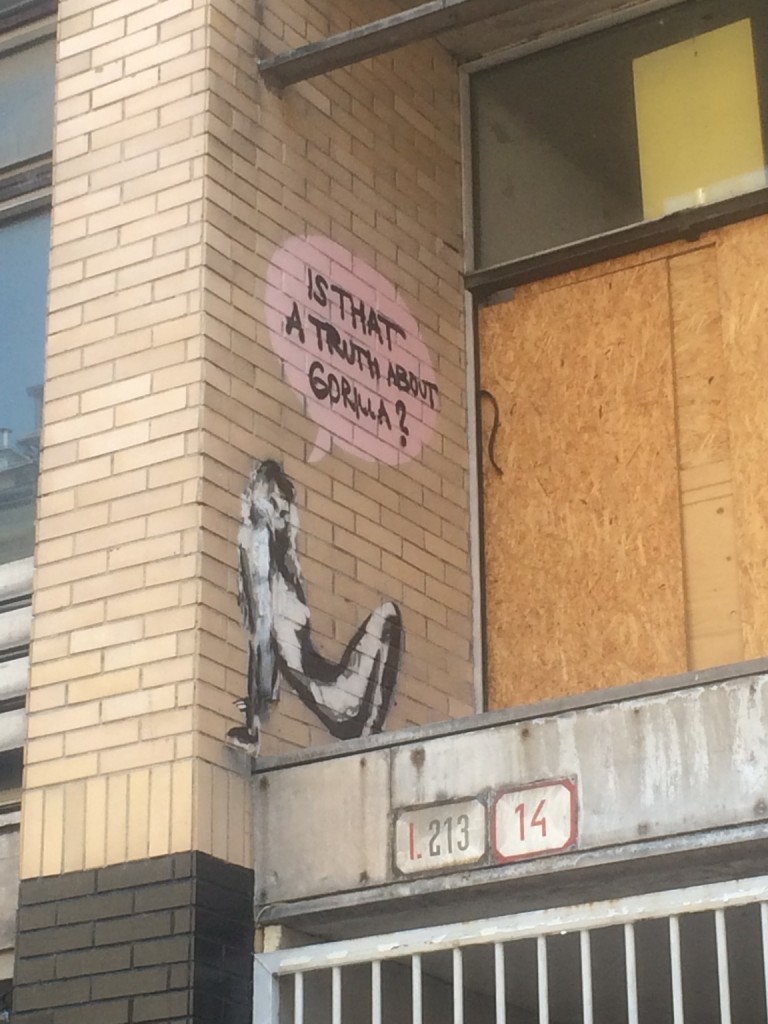 IS THAT
A TRUTH ABOUT
GORILLA?
I. 213
14